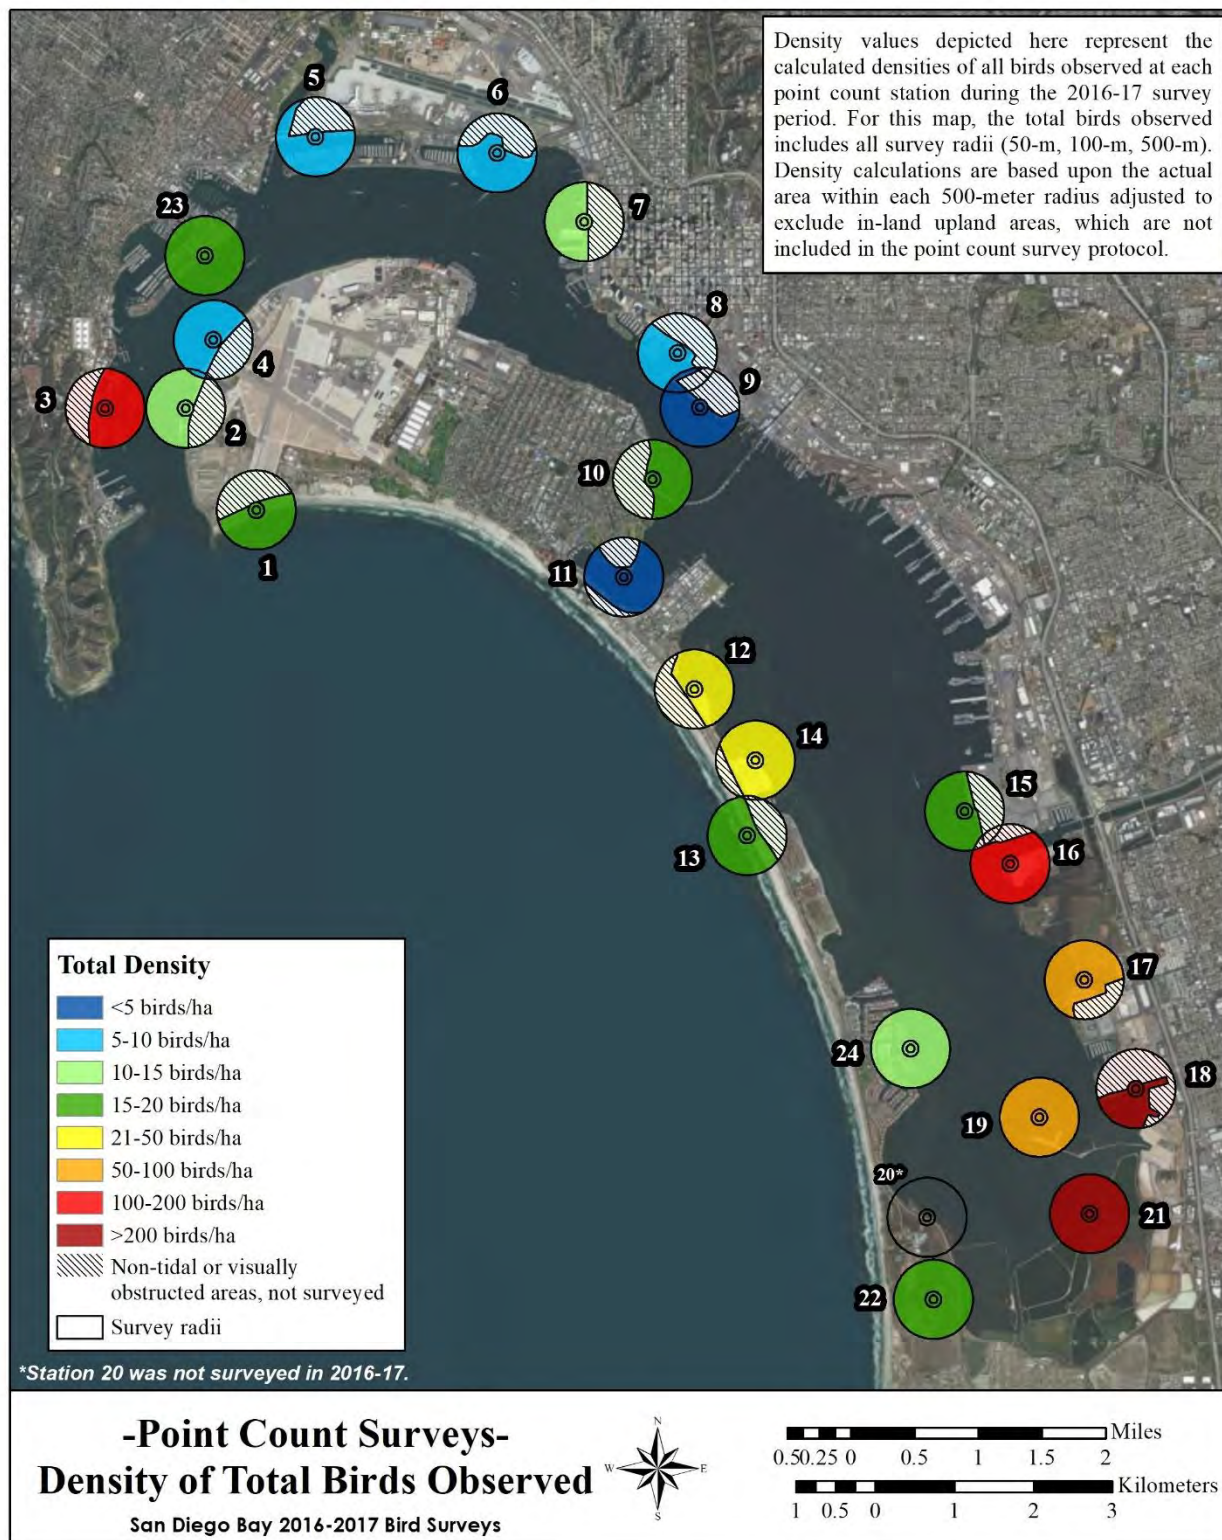 Density values depicted here represent the
calculated densities of all birds observed at each
point count station during the 2016-17 survey
period. For this map, the total birds observed
includes all survey radii (50-m, 100-m, 500-m).
Density calculations are based upon the actual
area within each 500-meter radius adjusted to
exclude in-land upland areas, which are not
included in the point count survey protocol.
5
6
7
23
8
4
9
3
2
10
1
11
12
14
15
13
16
17
24
18
19
20*
21
22
Total Density
<5 birds/ha
5-10 birds/ha
10-15 birds/ha
15-20 birds/ha
21-50 birds/ha
50-100 birds/ha
100-200 birds/ha
>200 birds/ha
Non-tidal or visually
obstructed areas, not surveyed
Survey radii
*Station 20 was not surveyed in 2016-17.
-Point Count Surveys-
Density of Total Birds Observed
San Diego Bay 2016-2017 Bird Surveys
N
W E
S
Miles
0.50.25 0 0.5 1 1.5 2
Kilometers
1 0.5 0 1 2 3